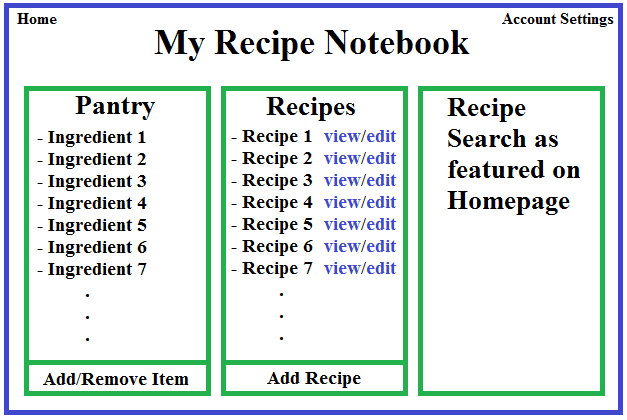 Home
Account Settings
My Recipe Notebook
Pantry
- Ingredient 1
- Ingredient 2
- Ingredient 3
- Ingredient 4
- Ingredient 5
- Ingredient 6
- Ingredient 7
.
.
.
Add/Remove Item
Recipes
- Recipe 1 view/edit
- Recipe 2 view/edit
- Recipe 3 view/edit
- Recipe 4 view/edit
- Recipe 5 view/edit
- Recipe 6 view/edit
- Recipe 7 view/edit
.
.
.
Add Recipe
Recipe
Search as
featured on
Homepage